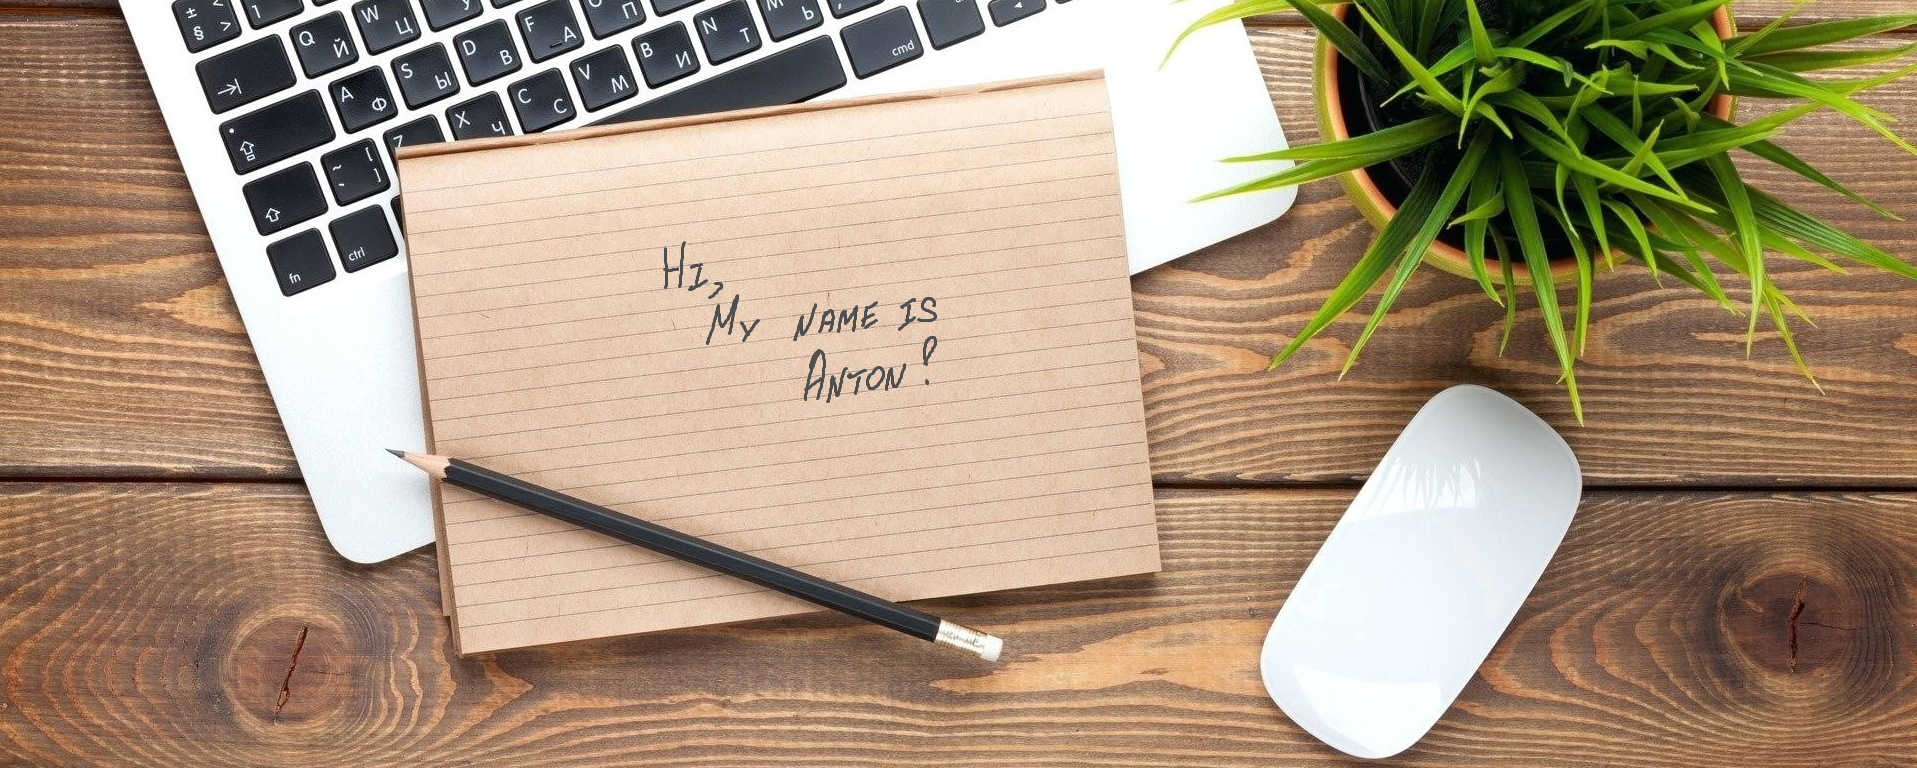 ± >
§ <
1
Q Й
W Ц
У
A Ф
S Ы
D В
F А
О
П
Z
X Ч
C С
V М
B И
N Т
М Ь
cmd
~ [
` ]
fn
ctrl
HI,
MY NAME IS
ANTON!